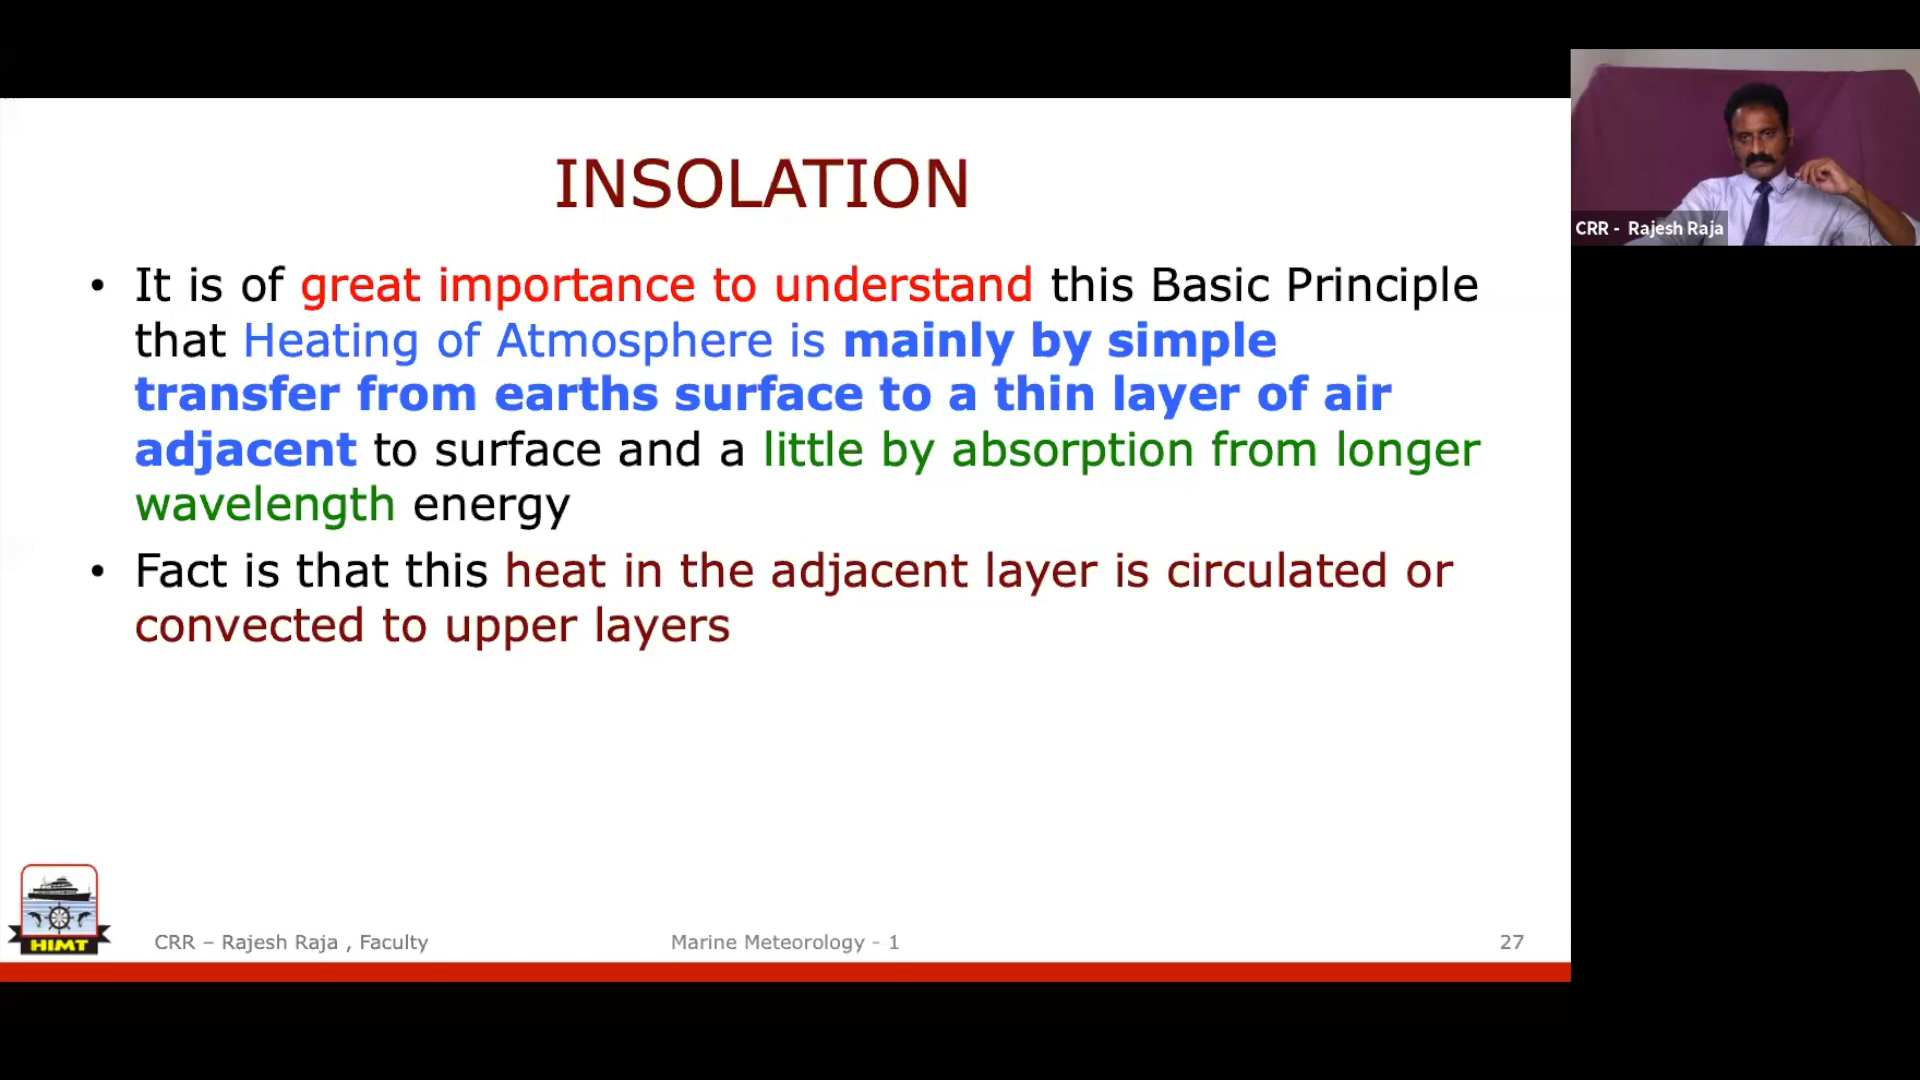 INSOLATION
• It is of great importance to understand this Basic Principle
that Heating of Atmosphere is mainly by simple
transfer from earths surface to a thin layer of air
adjacent to surface and a little by absorption from longer
wavelength energy
• Fact is that this heat in the adjacent layer is circulated or
convected to upper layers
CRR - Rajesh Raja
HIMT
CRR – Rajesh Raja , Faculty
Marine Meteorology - 1
27